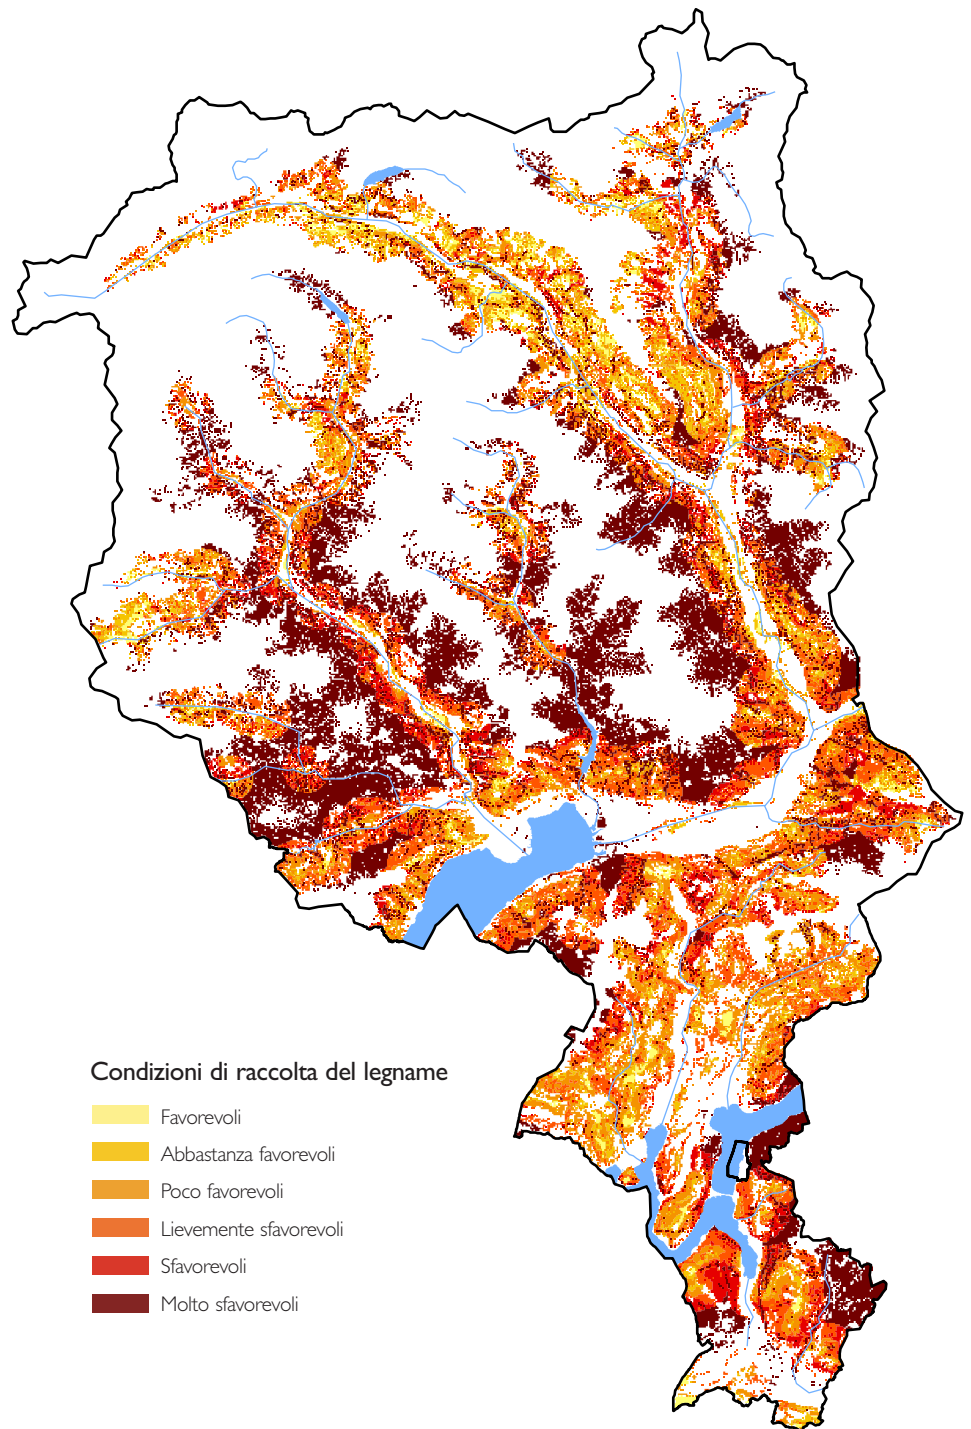 Condizioni di raccolta del legname
Favorevoli
Abbastanza favorevoli
Poco favorevoli
Lievemente sfavorevoli
Sfavorevoli
Molto sfavorevoli